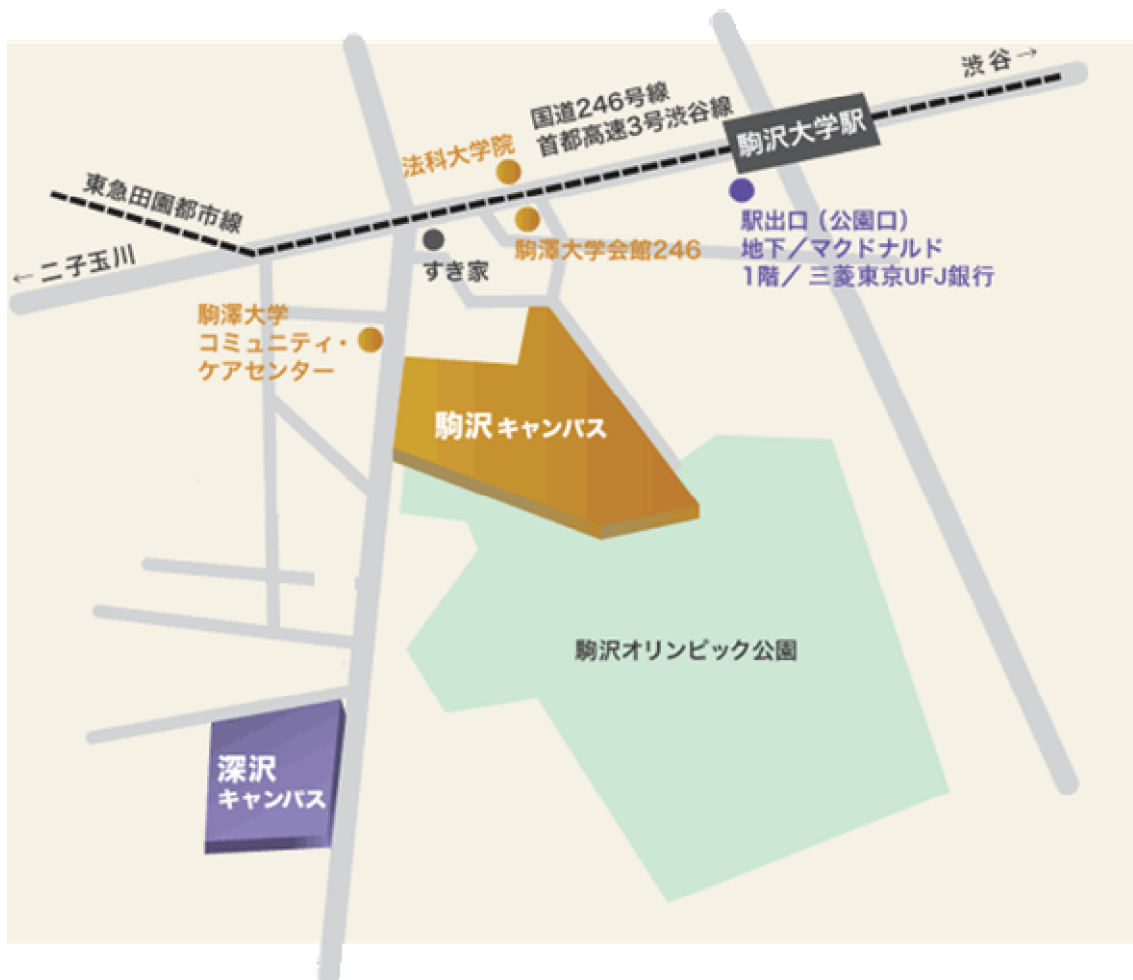 渋谷→
国道246号線
首都高速3号渋谷線
駒沢大学駅
法科大学院
東急田園都市線
駅出口（公園口）
地下／マクドナルド
1階／三菱東京UFJ銀行
駒澤大学会館246
←二子玉川
すき家
駒澤大学
コミュニティ・
ケアセンター
駒沢キャンパス
駒沢オリンピック公園
深沢
キャンパス